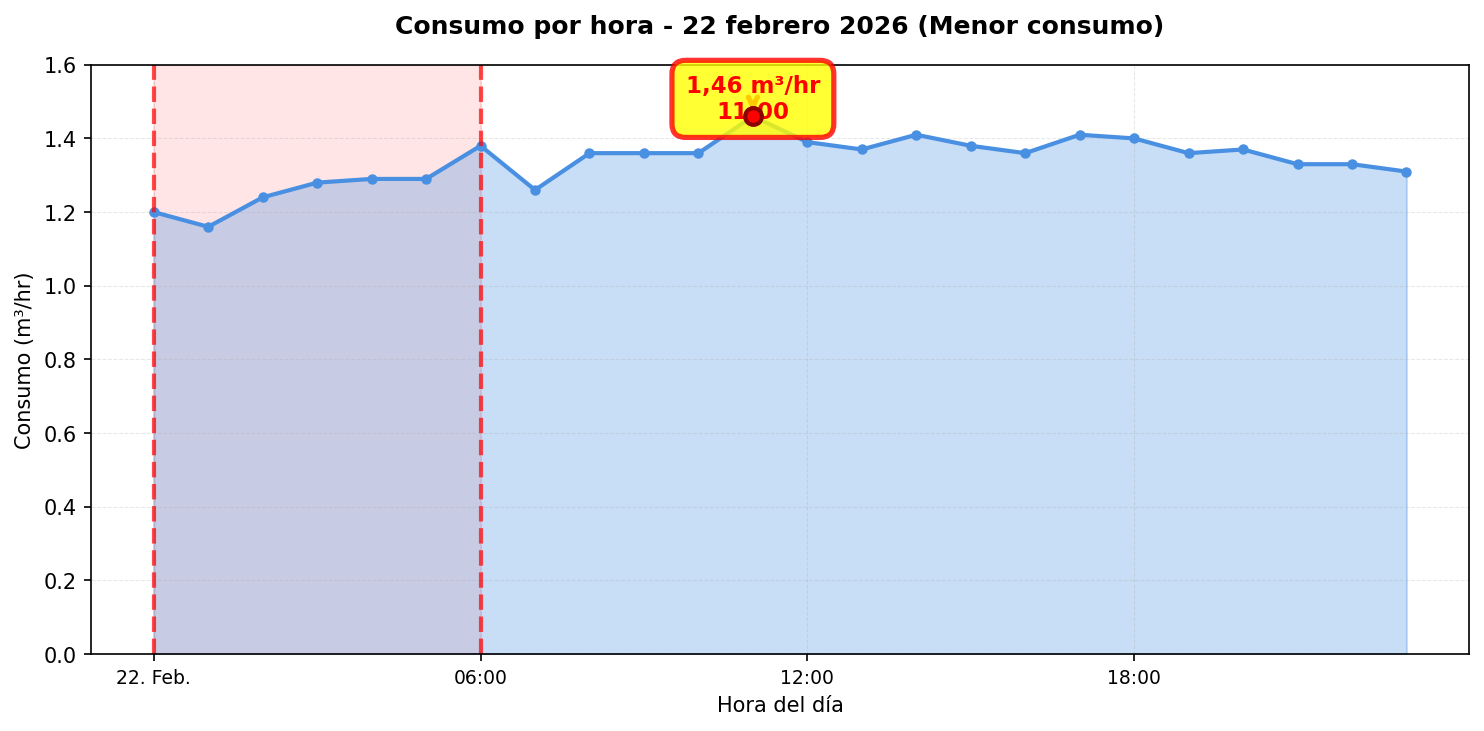 Consumo por hora - 22 febrero 2026 (Menor consumo)
1,46 m³/hr
11:00
Consumo (m³/hr)
1.6
1.4
1.2
1.0
0.8
0.6
0.4
0.2
0.0
22. Feb.
06:00
12:00
18:00
Hora del día